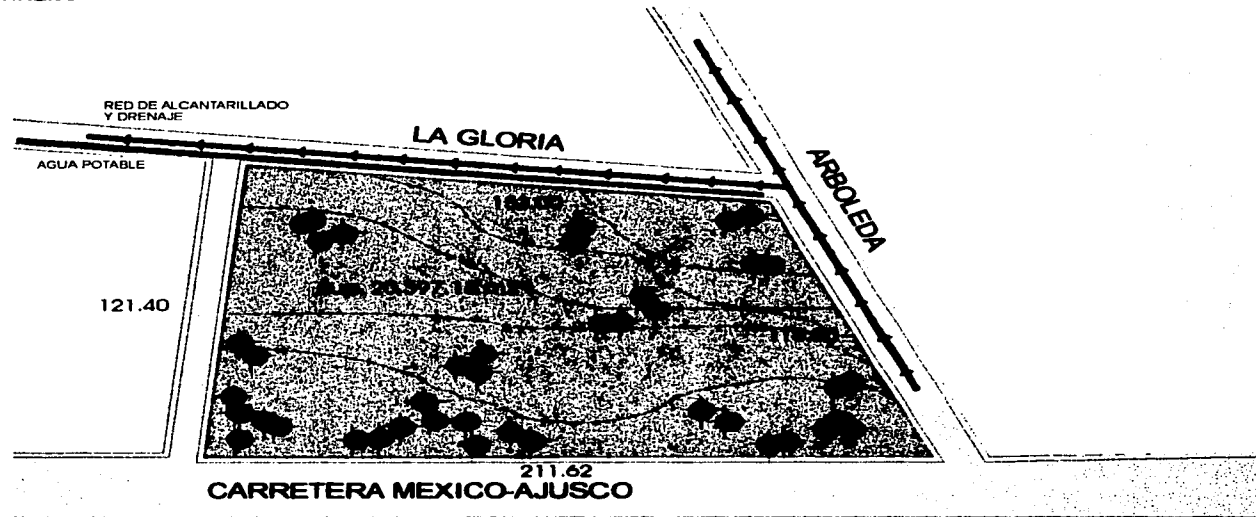 RED DE ALCANTARILLADO
Y DRENAJE
LA GLORIA
AGUA POTABLE
ARBOLEDA
121.40
211.62
CARRETERA MEXICO-AJUSCO